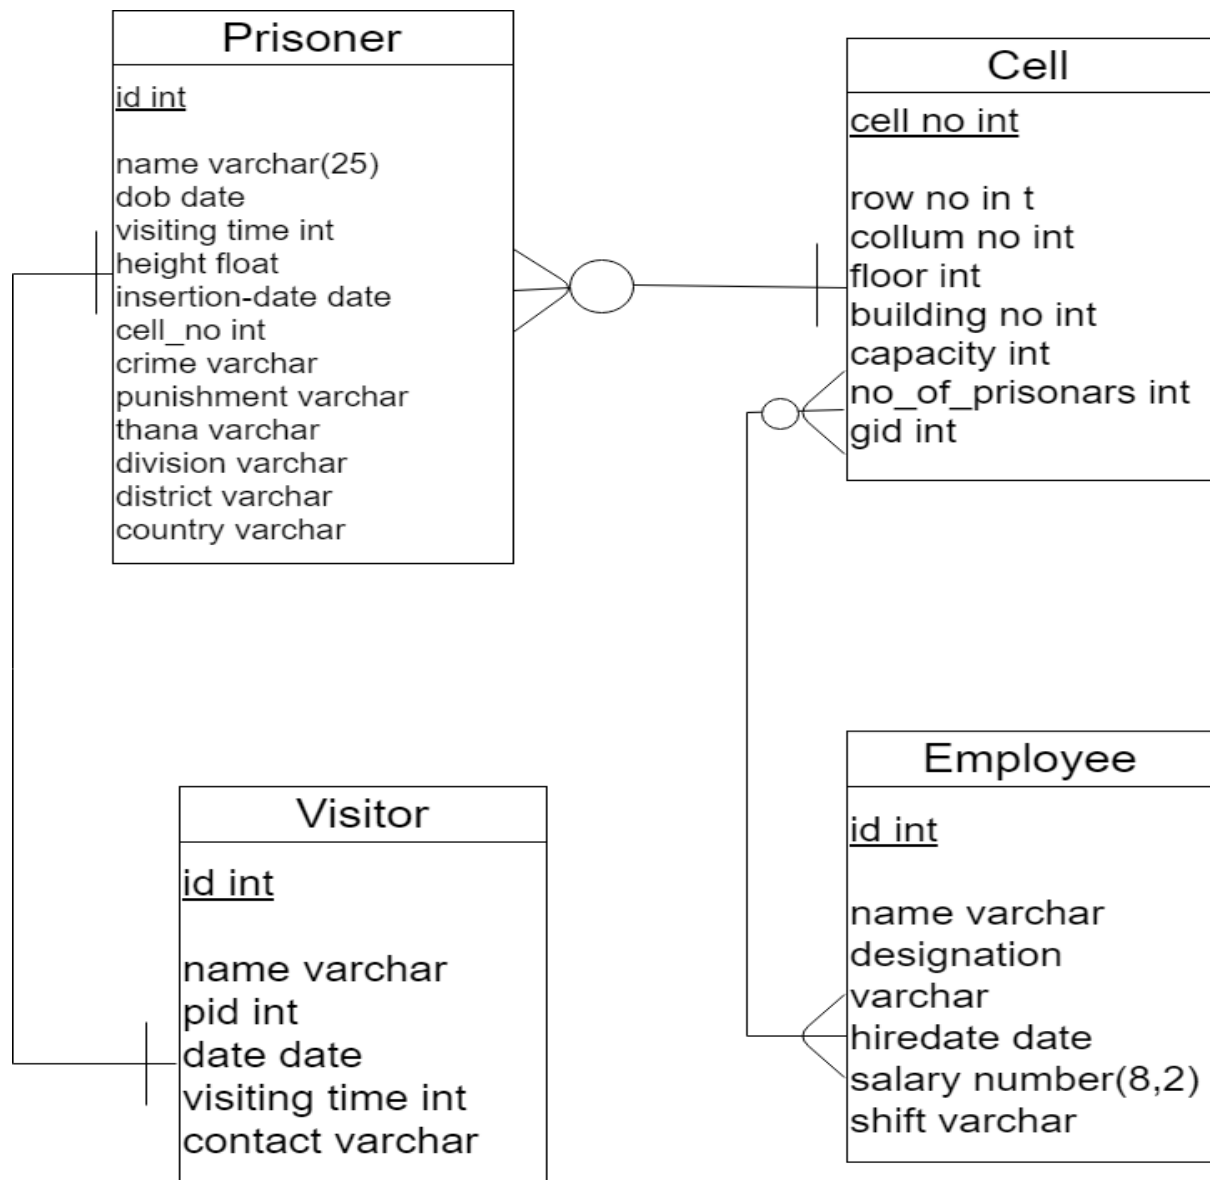 Prisoner
id int
name varchar(25)
dob date
visiting time int
height float
insertion-date date
cell_no int
crime varchar
punishment varchar
thana varchar
division varchar
district varchar
country varchar
Cell
cell no int
row no in t
collum no int
floor int
building no int
capacity int
no_of_prisonars int
gid int
Visitor
id int
name varchar
pid int
date date
visiting time int
contact varchar
Employee
id int
name varchar
designation
varchar
hiredate date
salary number(8,2)
shift varchar